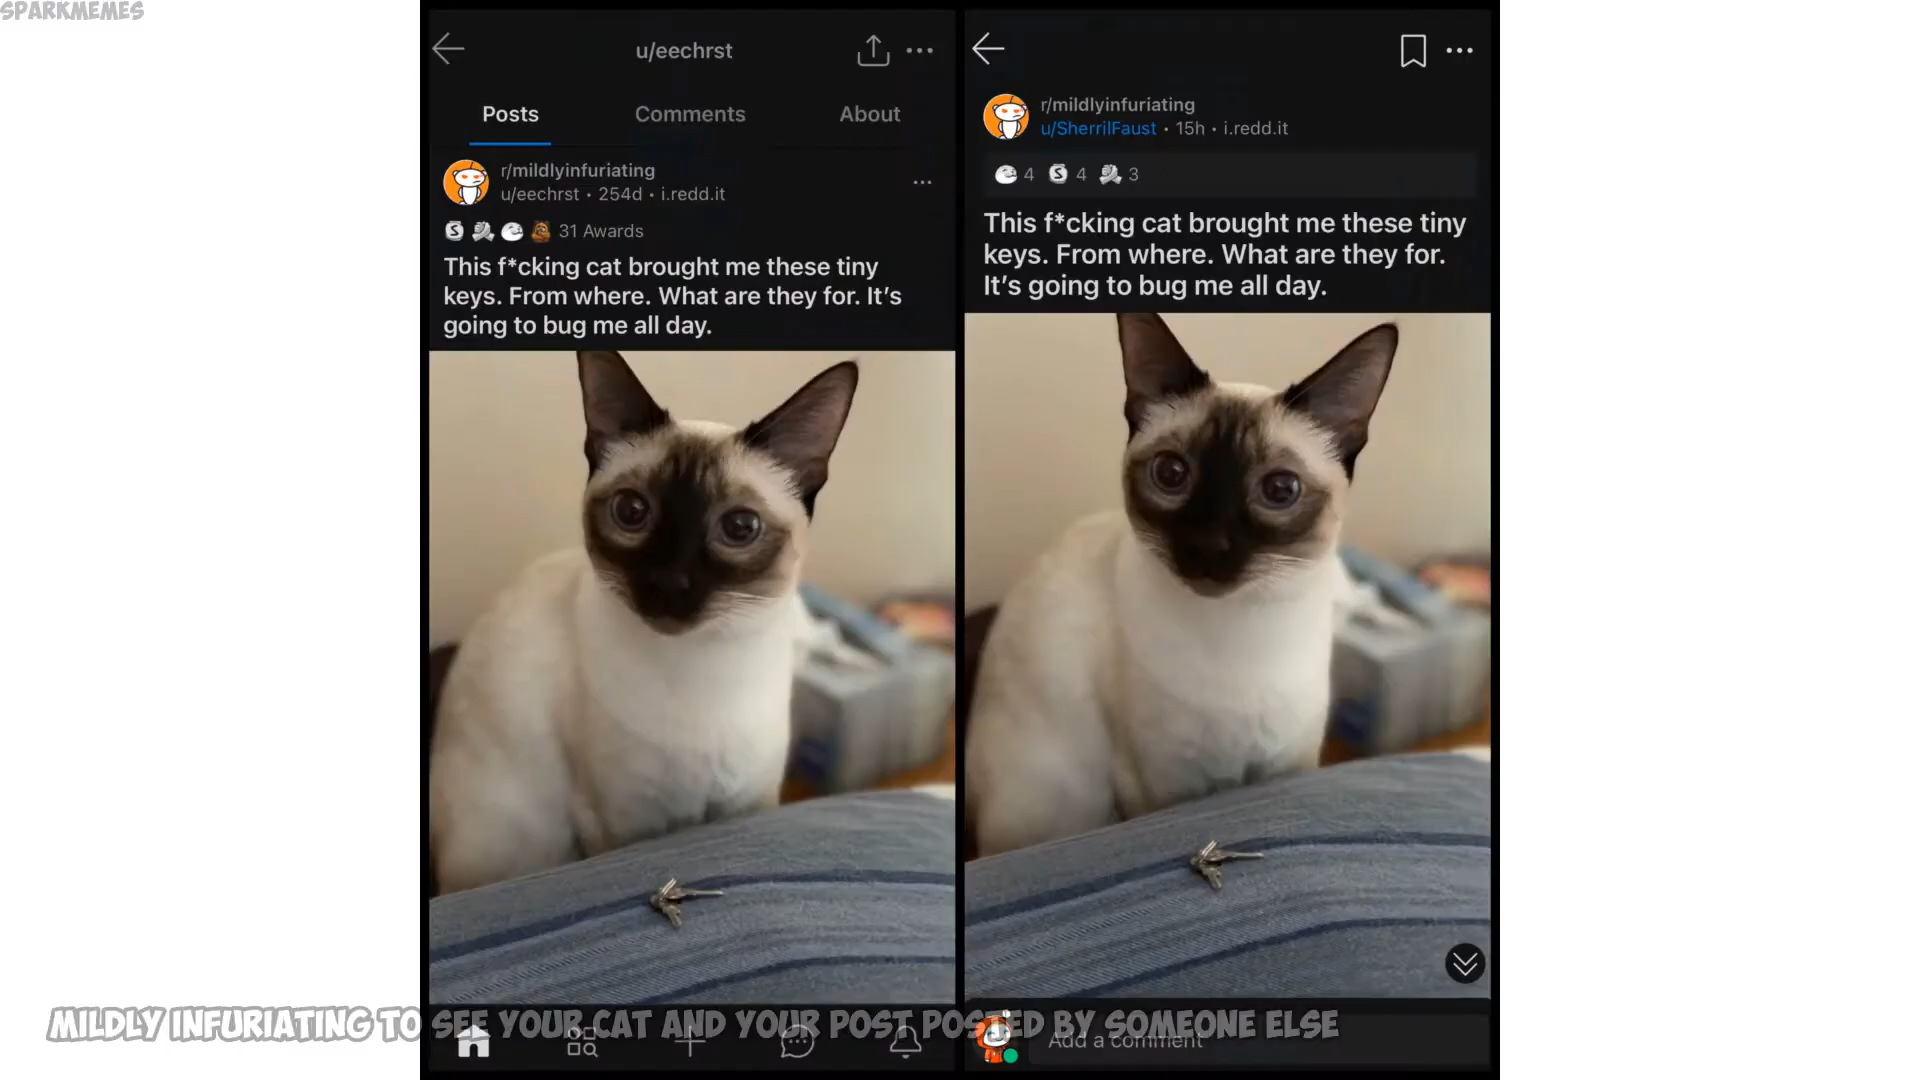 SPARKMEMES
u/eechrst
Posts Comments About
r/mildlyinfuriating
u/eechrst • 254d • i.redd.it
31 Awards
This f*cking cat brought me these tiny
keys. From where. What are they for. It's
going to bug me all day.
r/mildlyinfuriating
u/SherrilFaust • 15h • i.redd.it
4 4 3
This f*cking cat brought me these tiny
keys. From where. What are they for.
It's going to bug me all day.
Add a comment
MILDLY INFURIATING TO SEE YOUR CAT AND YOUR POST POSTED BY SOMEONE ELSE